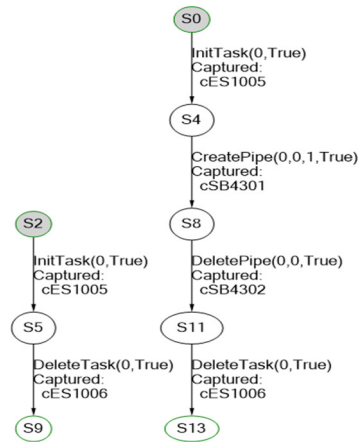 S0
InitTask(0,True)
Captured:
cES1005
S4
CreatePipe(0,0,1,True)
Captured:
cSB4301
S2
S8
InitTask(0,True)
Captured:
cES1005
DeletePipe(0,0,True)
Captured:
cSB4302
S5
S11
DeleteTask(0,True)
Captured:
cES1006
DeleteTask(0,True)
Captured:
cES1006
S9
S13